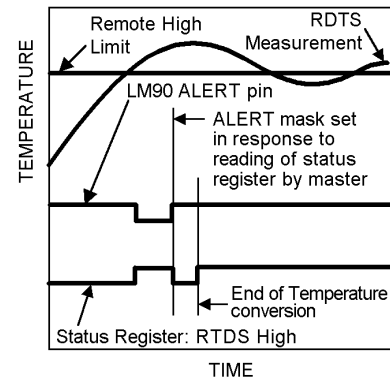 Remote High
Limit
RDTS
Measurement
LM90 ALERT pin
ALERT mask set
in response to
reading of status
register by master
TEMPERATURE
End of Temperature
conversion
Status Register: RTDS High
TIME